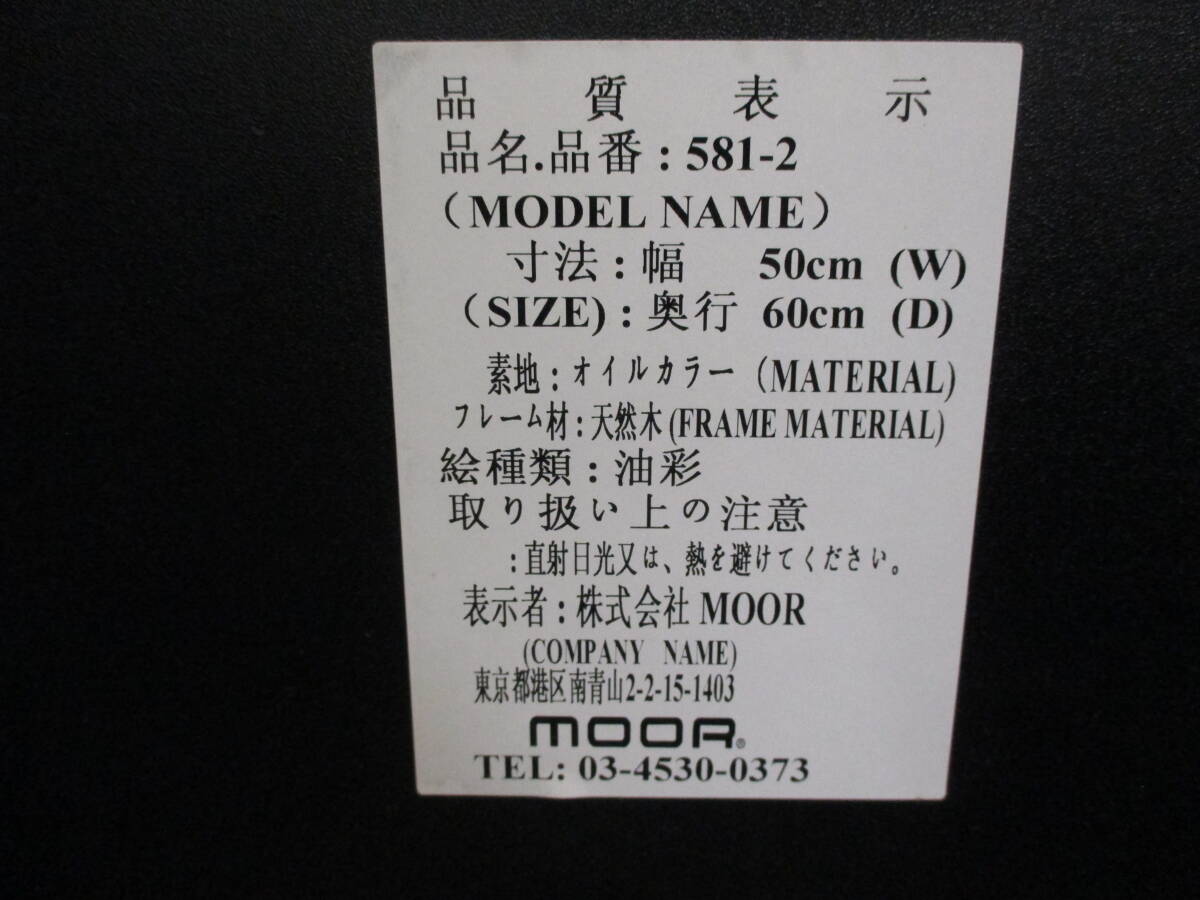 品質表示
品名.品番：581-2
（MODEL NAME）
寸法：幅 50cm (W)
（SIZE)：奥行 60cm (D)
素地：オイルカラー（MATERIAL)
フレーム材：天然木(FRAME MATERIAL)
絵種類：油彩
取り扱い上の注意
：直射日光又は、熱を避けてください。
表示者：株式会社 MOOR
(COMPANY NAME)
東京都港区南青山2-2-15-1403
MOOR®
TEL: 03-4530-0373